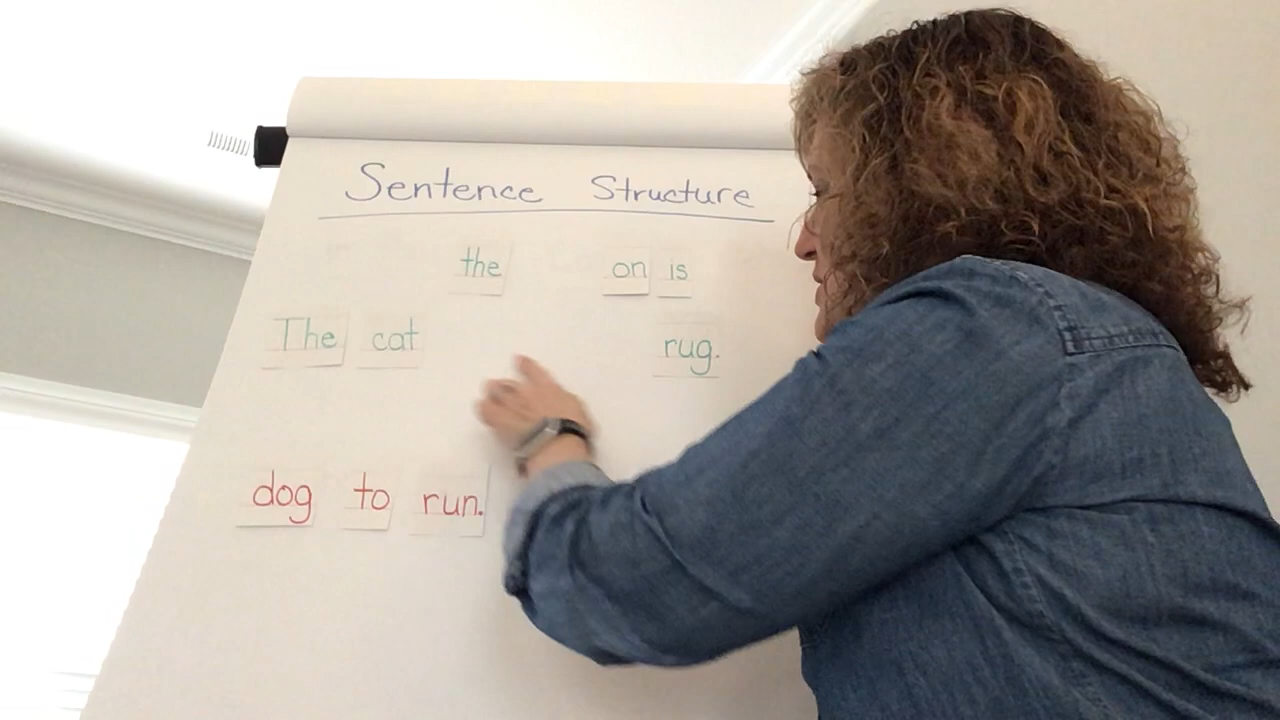 Sentence Structure
the on is
The cat rug.
dog to run.